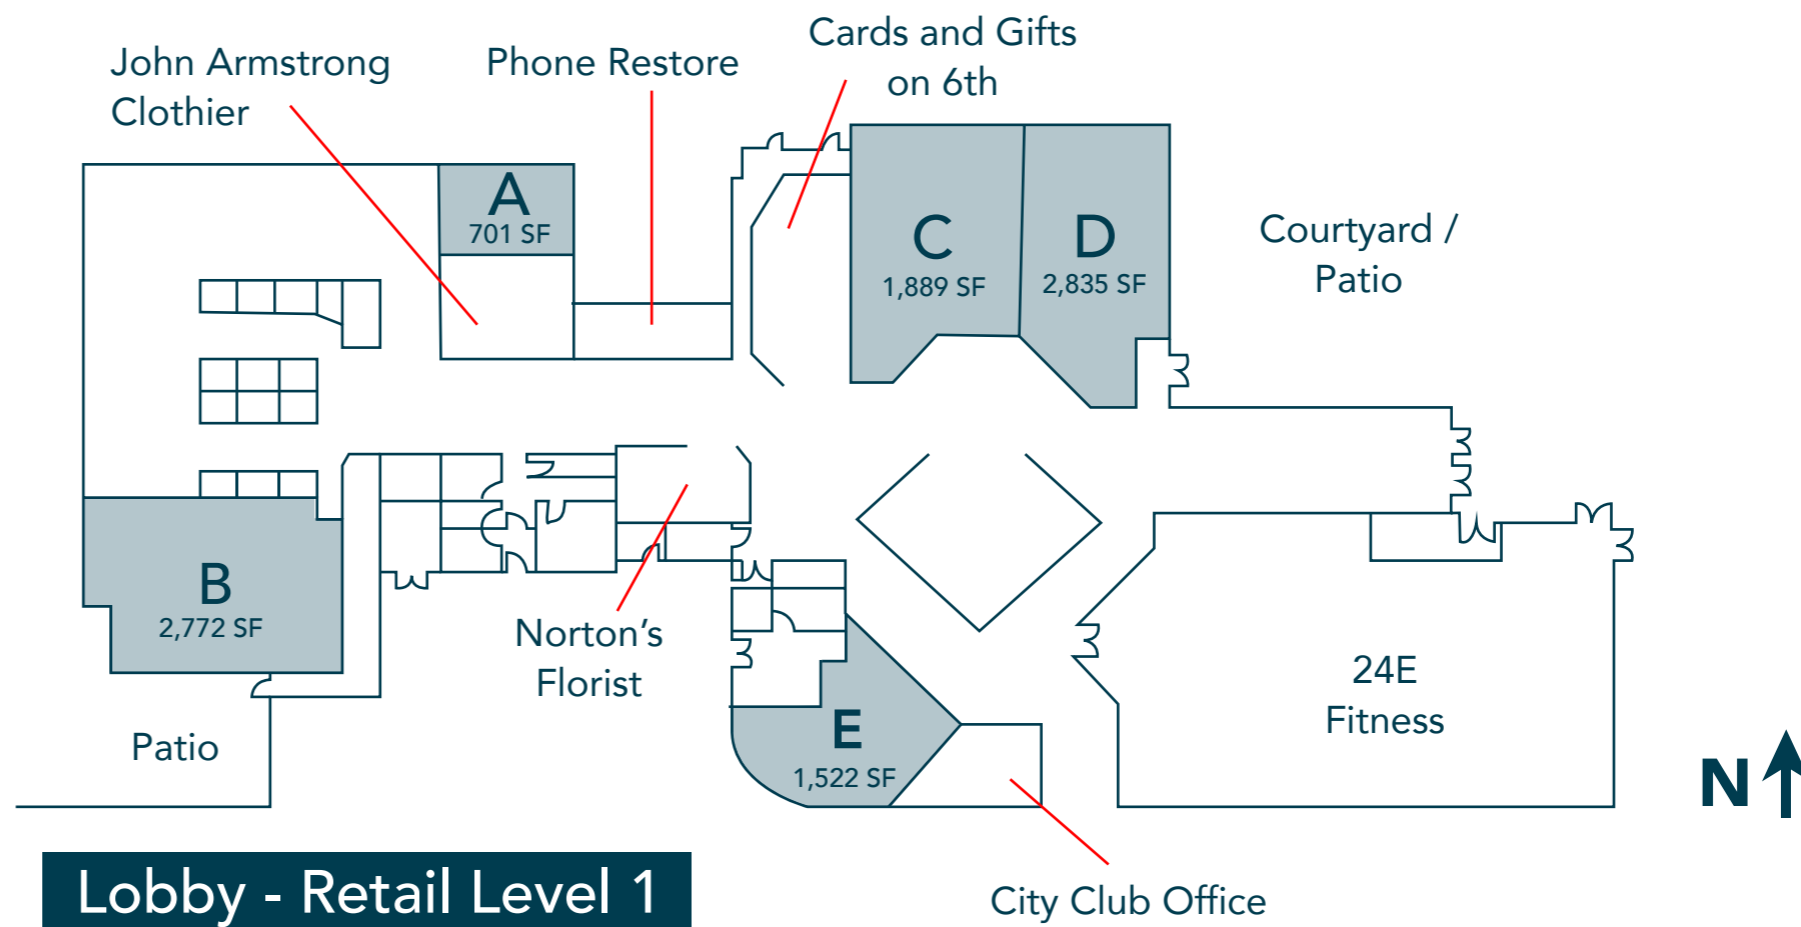 John Armstrong
Clothier
Phone Restore
Cards and Gifts
on 6th
A
701 SF
C
1,889 SF
D
2,835 SF
Courtyard /
Patio
B
2,772 SF
Norton’s
Florist
24E
Fitness
E
1,522 SF
Patio
N
City Club Office
Lobby - Retail Level 1